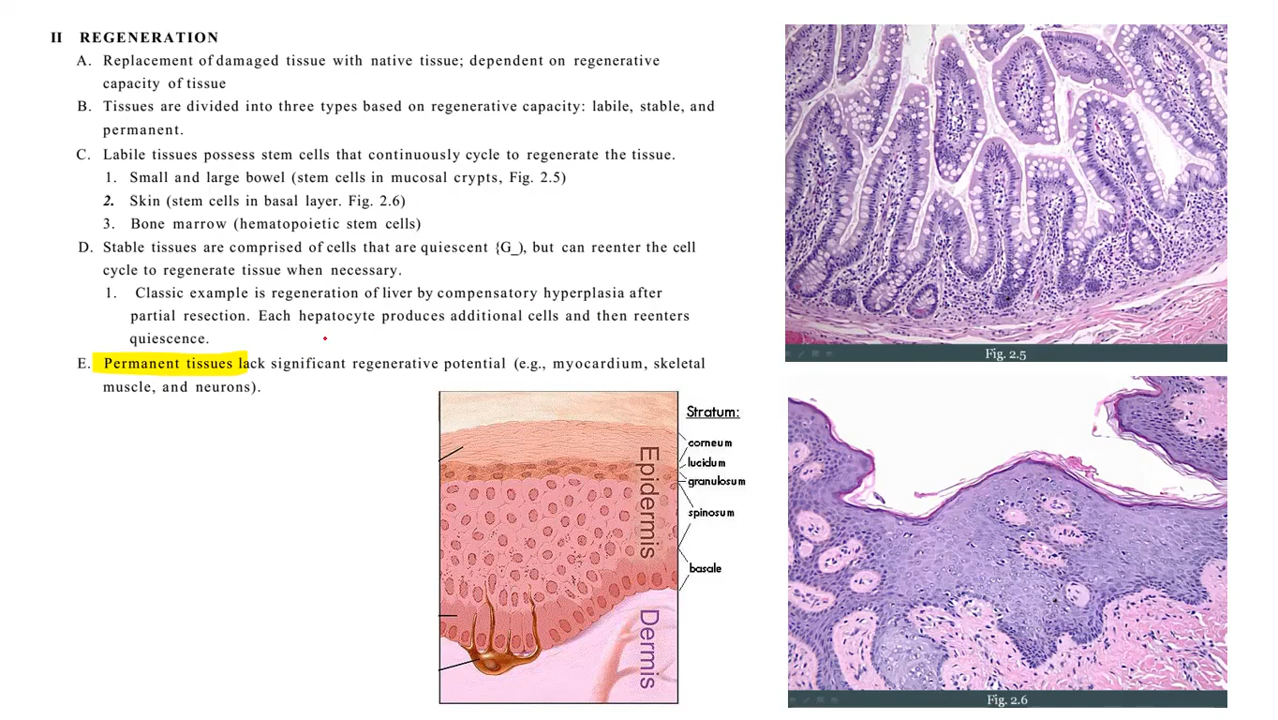 II REGENERATION
A. Replacement of damaged tissue with native tissue; dependent on regenerative
capacity of tissue
B. Tissues are divided into three types based on regenerative capacity: labile, stable, and
permanent.
C. Labile tissues possess stem cells that continuously cycle to regenerate the tissue.
1. Small and large bowel (stem cells in mucosal crypts, Fig. 2.5)
2. Skin (stem cells in basal layer. Fig. 2.6)
3. Bone marrow (hematopoietic stem cells)
D. Stable tissues are comprised of cells that are quiescent {G_), but can reenter the cell
cycle to regenerate tissue when necessary.
1. Classic example is regeneration of liver by compensatory hyperplasia after
partial resection. Each hepatocyte produces additional cells and then reenters
quiescence.
E. Permanent tissues lack significant regenerative potential (e.g., myocardium, skeletal
muscle, and neurons).
Stratum:
corneum
lucidum
granulosum
spinosum
basale
Epidermis
Dermis
Fig. 2.5
Fig. 2.6